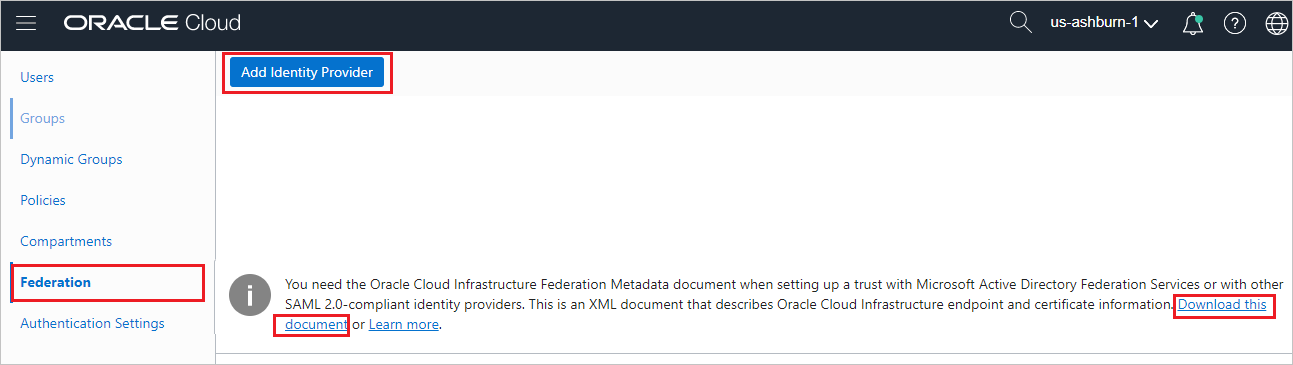 ORACLE Cloud
us-ashburn-1
Users
Groups
Dynamic Groups
Policies
Compartments
Federation
Authentication Settings
Add Identity Provider
You need the Oracle Cloud Infrastructure Federation Metadata document when setting up a trust with Microsoft Active Directory Federation Services or with other
SAML 2.0-compliant identity providers. This is an XML document that describes Oracle Cloud Infrastructure endpoint and certificate information. Download this
document or Learn more.